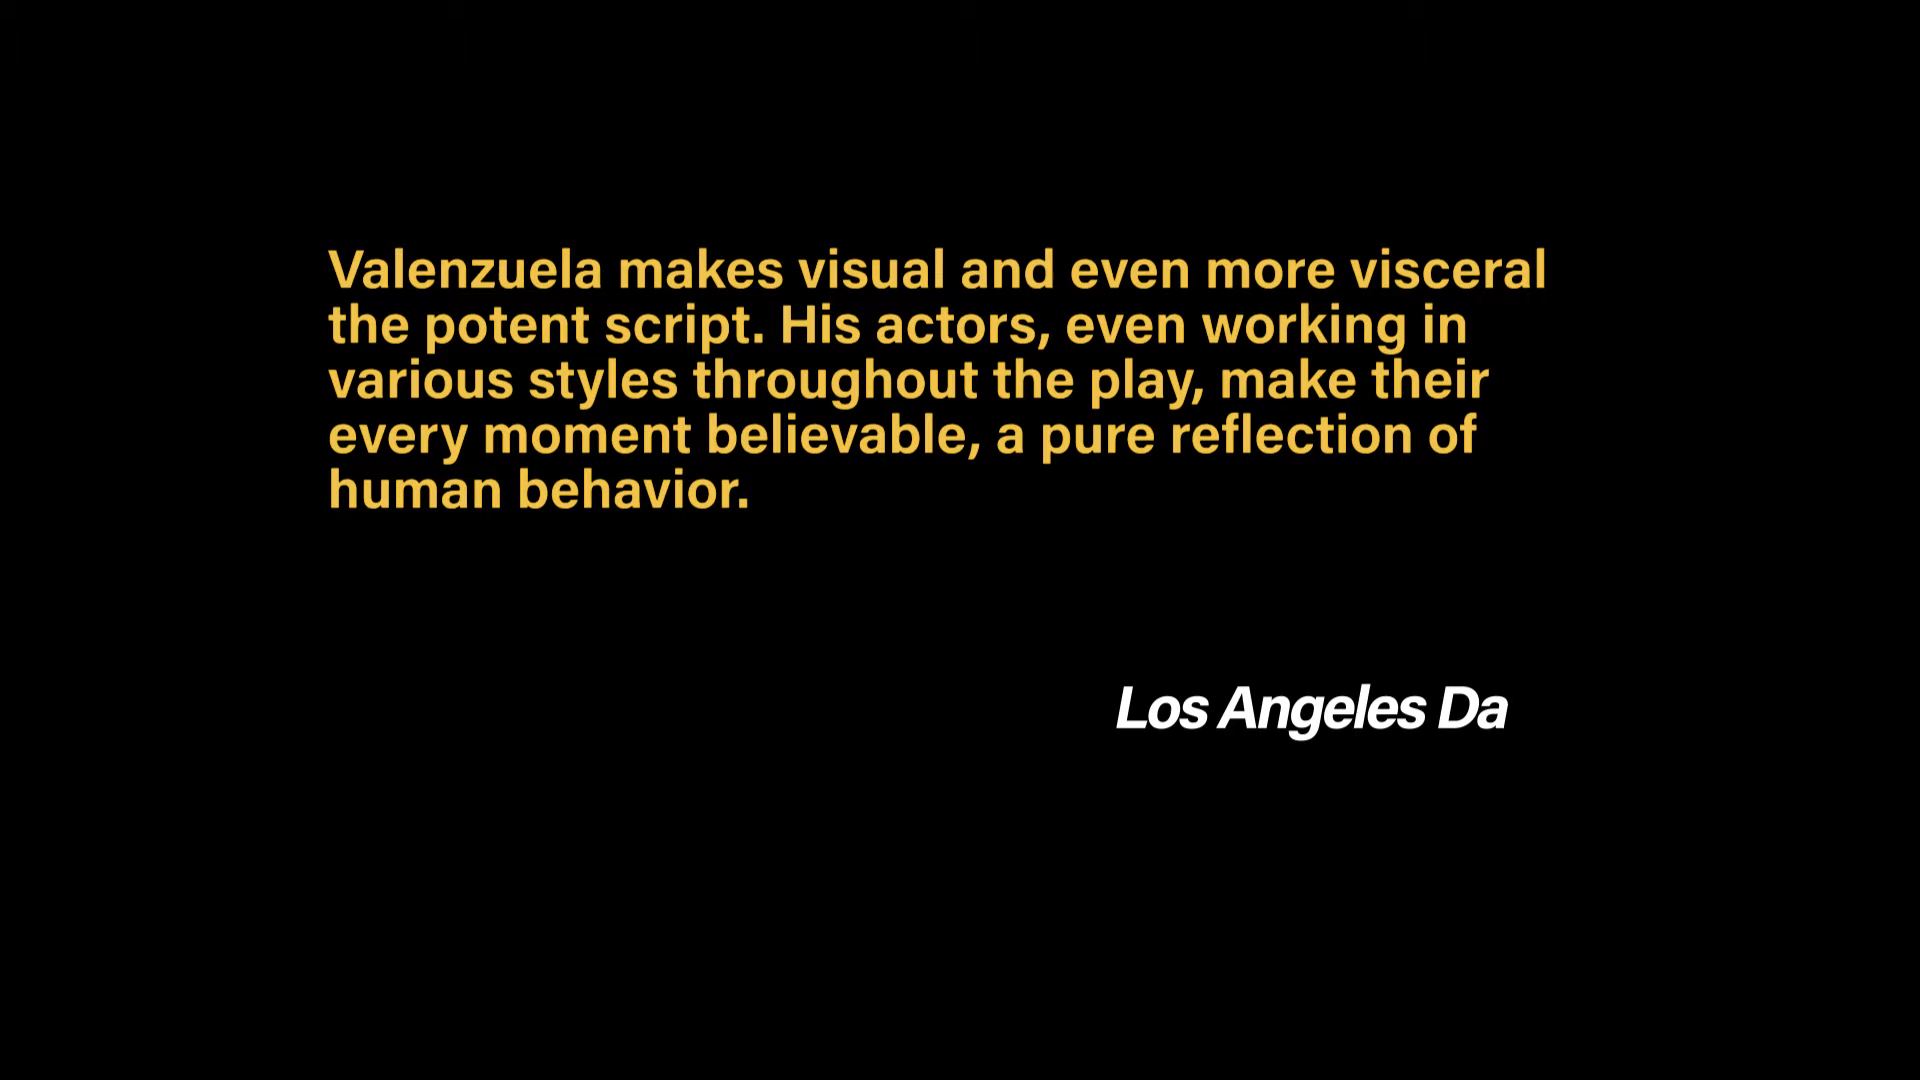 Valenzuela makes visual and even more visceral
the potent script. His actors, even working in
various styles throughout the play, make their
every moment believable, a pure reflection of
human behavior.
Los Angeles Da